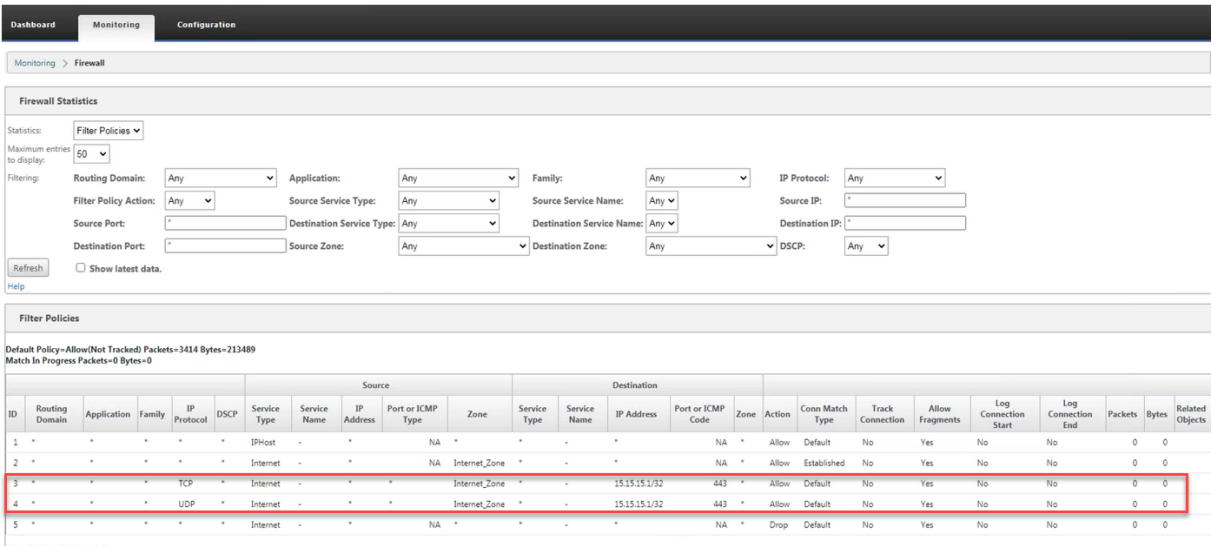 Dashboard Monitoring Configuration
Monitoring > Firewall
Firewall Statistics
Statistics: Filter Policies
Maximum entries to display: 50
Filtering: Routing Domain: Any Application: Any Family: Any IP Protocol: Any
Filter Policy Action: Any Source Service Type: Any Source Service Name: Any Source IP: *
Source Port: * Destination Service Type: Any Destination Service Name: Any Destination IP: *
Destination Port: * Source Zone: Any Destination Zone: Any DSCP: Any
Refresh Show latest data.
Help
Filter Policies
Default Policy=Allow(Not Tracked) Packets=3414 Bytes=213489
Match In Progress Packets=0 Bytes=0
Source Destination
ID Routing Domain Application Family IP Protocol DSCP Service Type Service Name IP Address Port or ICMP Type Zone Service Type Service Name IP Address Port or ICMP Code Zone Action Conn Match Type Track Connection Allow Fragments Log Connection Start Log Connection End Packets Bytes Related Objects
1 * * * * * IPHost - * NA * * - * NA * Allow Default No Yes No No 0 0
2 * * * * * Internet - * NA Internet_Zone * - * NA * Allow Established No Yes No No 0 0
3 * * * TCP * Internet - * * Internet_Zone * - 15.15.15.1/32 443 * Allow Default No Yes No No 0 0
4 * * * UDP * Internet - * * Internet_Zone * - 15.15.15.1/32 443 * Allow Default No Yes No No 0 0
5 * * * * * Internet - * NA * * - * NA * Drop Default No Yes No No 0 0